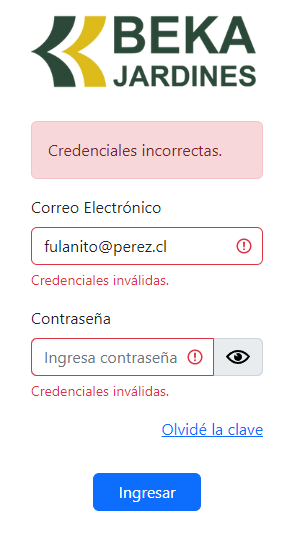 BEKA
JARDINES
Credenciales incorrectas.
Correo Electrónico
fulanito@perez.cl
Credenciales inválidas.
Contraseña
Ingresa contraseña
Credenciales inválidas.
Olvidé la clave
Ingresar